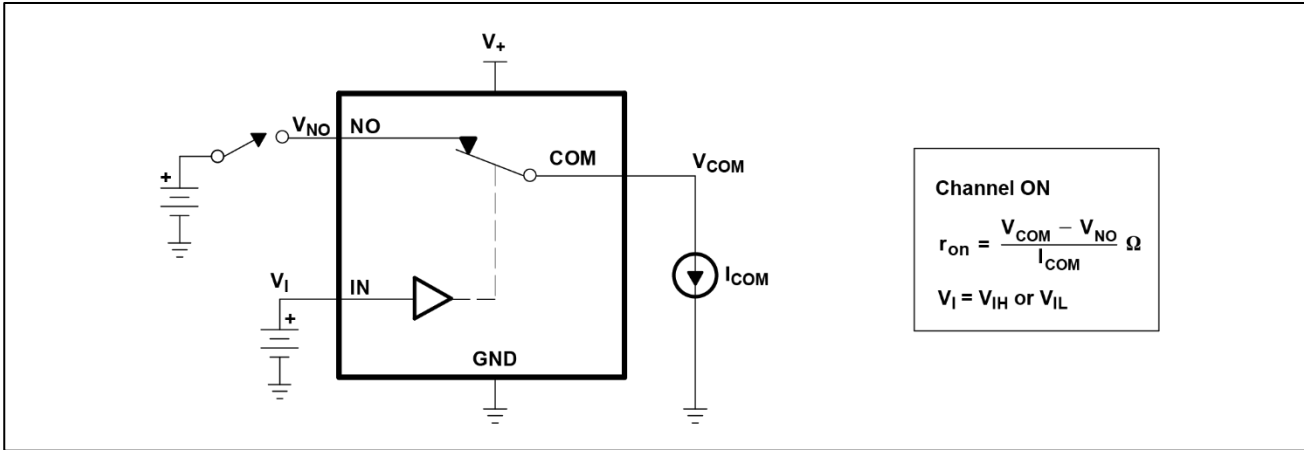 V+
VNO NO
COM
VCOM
+
VI
IN
+
ICOM
GND
Channel ON
ron = VCOM − VNO / ICOM Ω
VI = VIH or VIL